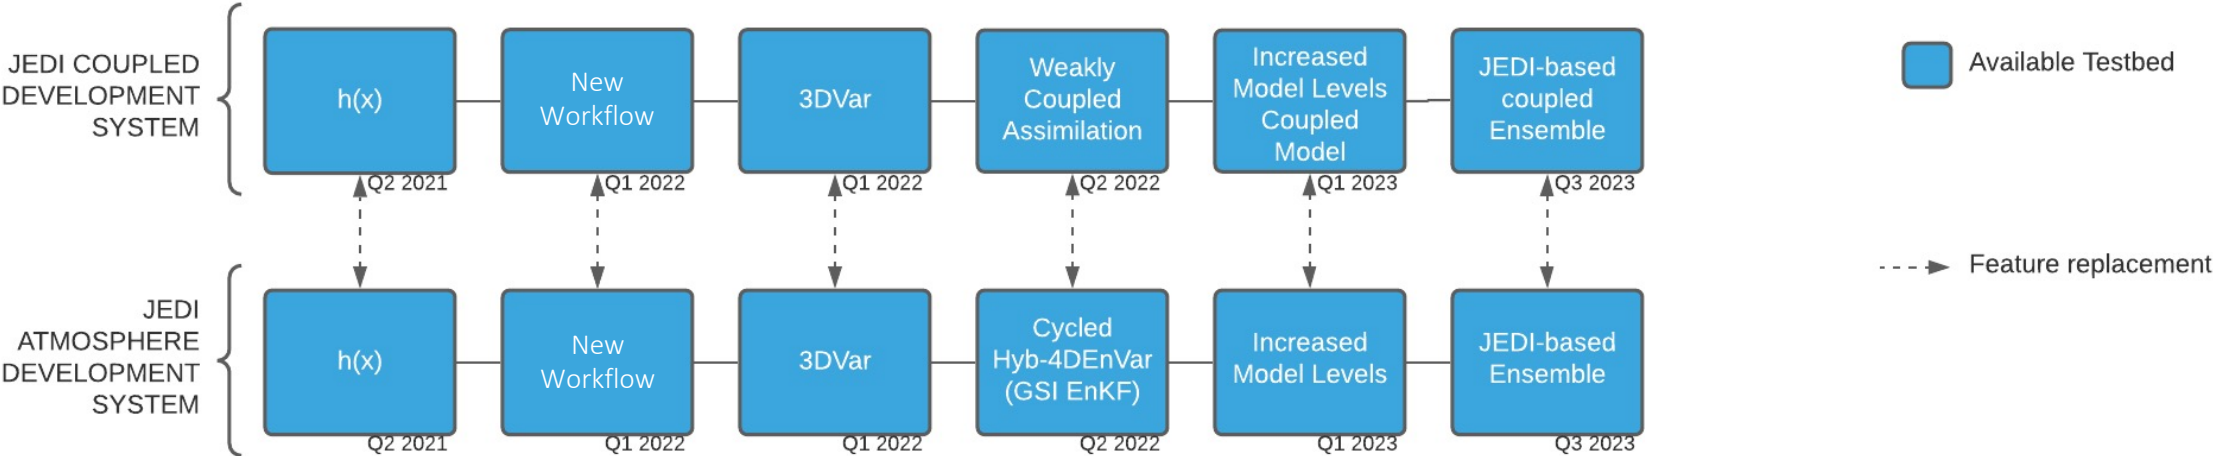 JEDI COUPLED
DEVELOPMENT
SYSTEM
h(x)
Q2 2021
New
Workflow
Q1 2022
3DVar
Q1 2022
Weakly
Coupled
Assimilation
Q2 2022
Increased
Model Levels
Coupled
Model
Q1 2023
JEDI-based
coupled
Ensemble
Q3 2023
Available Testbed
Feature replacement
JEDI
ATMOSPHERE
DEVELOPMENT
SYSTEM
h(x)
Q2 2021
New
Workflow
Q1 2022
3DVar
Q1 2022
Cycled
Hyb-4DEnVar
(GSI EnKF)
Q2 2022
Increased
Model Levels
Q1 2023
JEDI-based
Ensemble
Q3 2023